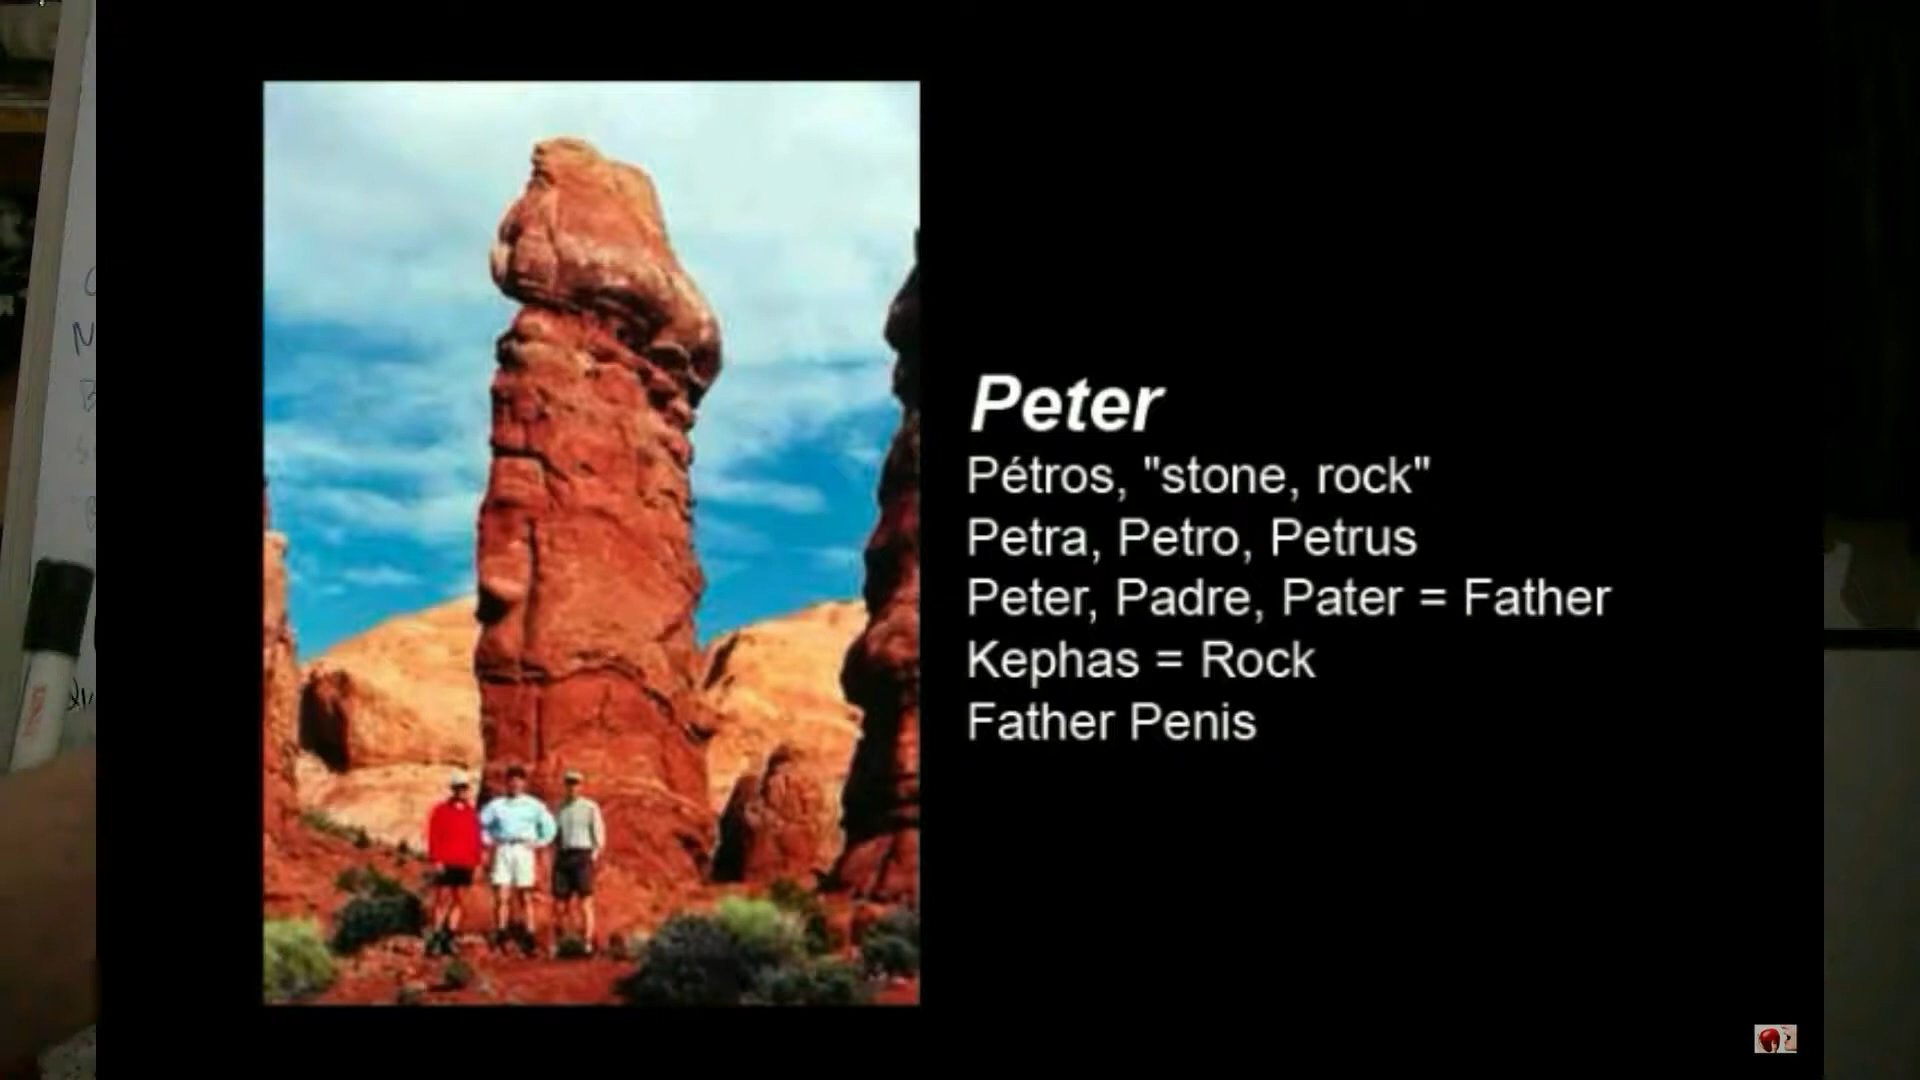 Peter
Pétros, "stone, rock"
Petra, Petro, Petrus
Peter, Padre, Pater = Father
Kephas = Rock
Father Penis